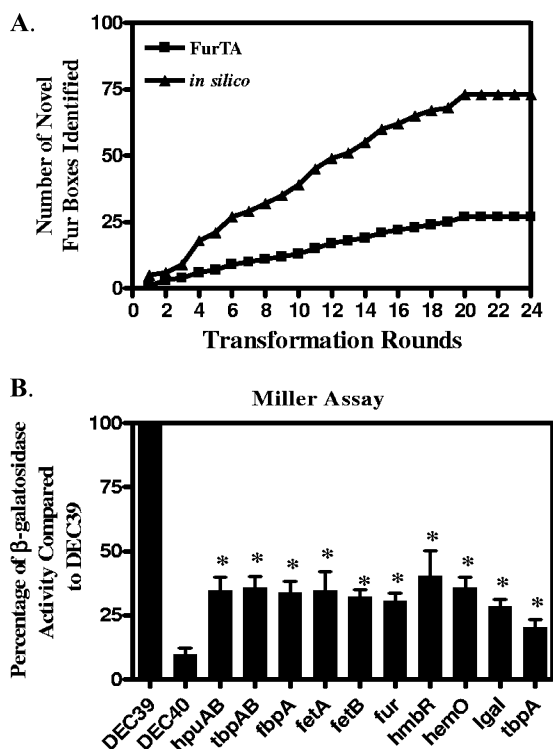 A.
FurTA
in silico
Number of Novel
Fur Boxes Identified
100
75
50
25
0
0 2 4 6 8 10 12 14 16 18 20 22 24
Transformation Rounds
B.
Miller Assay
Percentage of β-galatosidase
Activity Compared
to DEC39
100
75
50
25
0
* * * * * * * * * *
DEC39 DEC40 hpuAB tbpAB fbpA fetA fetB fur hmbR hemO IgaI tbpA